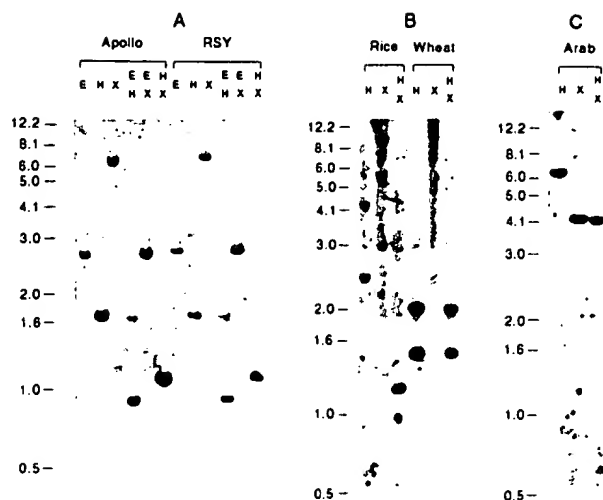 A
B
C
Apollo RSY
Rice Wheat
Arab
E H X E E H E H X E E H
H X X H X X
H X H H X H
X X
H X H
X
12.2
8.1
6.0
5.0
4.1
3.0
2.0
1.6
1.0
0.5
12.2
8.1
6.0
5.0
4.1
3.0
2.0
1.6
1.0
0.5
12.2
8.1
6.0
5.0
4.1
3.0
2.0
1.6
1.0
0.5